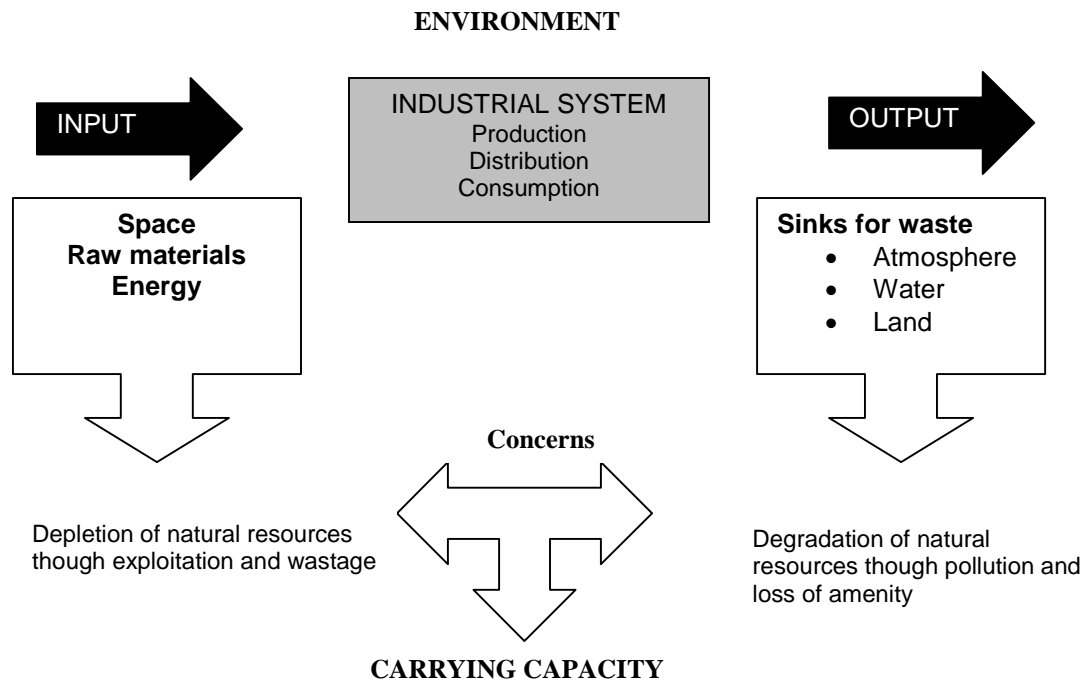 ENVIRONMENT
INPUT
INDUSTRIAL SYSTEM
Production
Distribution
Consumption
OUTPUT
Space
Raw materials
Energy
Sinks for waste
• Atmosphere
• Water
• Land
Concerns
Depletion of natural resources
though exploitation and wastage
Degradation of natural
resources though pollution and
loss of amenity
CARRYING CAPACITY